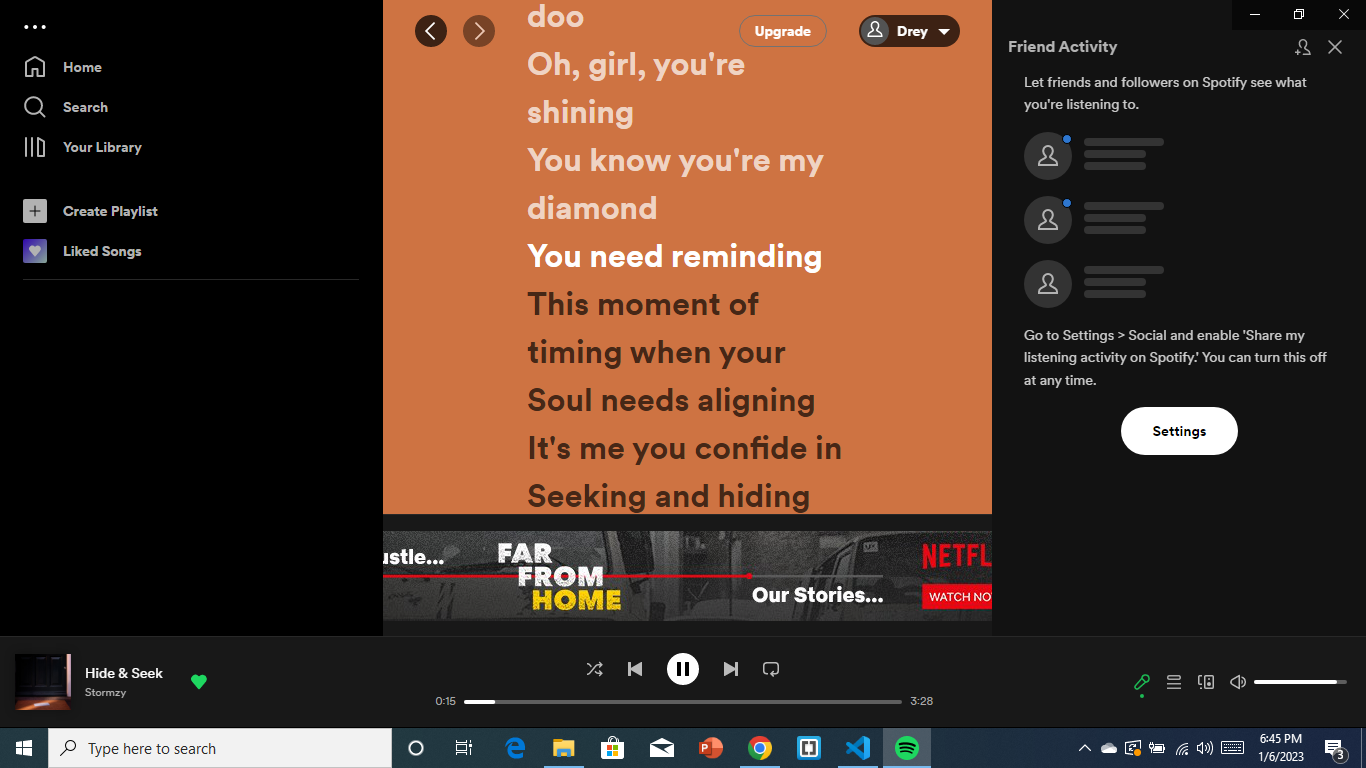 Home
Search
Your Library
Create Playlist
Liked Songs
Upgrade
Drey
doo
Oh, girl, you're
shining
You know you're my
diamond
You need reminding
This moment of
timing when your
Soul needs aligning
It's me you confide in
Seeking and hiding
ustle...
FAR
FROM
HOME
Our Stories...
NETFL
WATCH NO
Friend Activity
Let friends and followers on Spotify see what
you're listening to.
Go to Settings > Social and enable 'Share my
listening activity on Spotify.' You can turn this off
at any time.
Settings
Hide & Seek
Stormzy
0:15
3:28
Type here to search
6:45 PM
1/6/2023
3